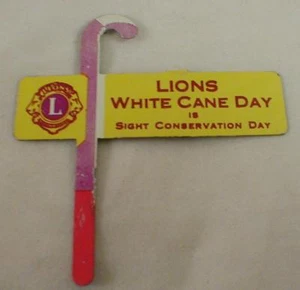 L
LIONS
WHITE CANE DAY
IS
SIGHT CONSERVATION DAY